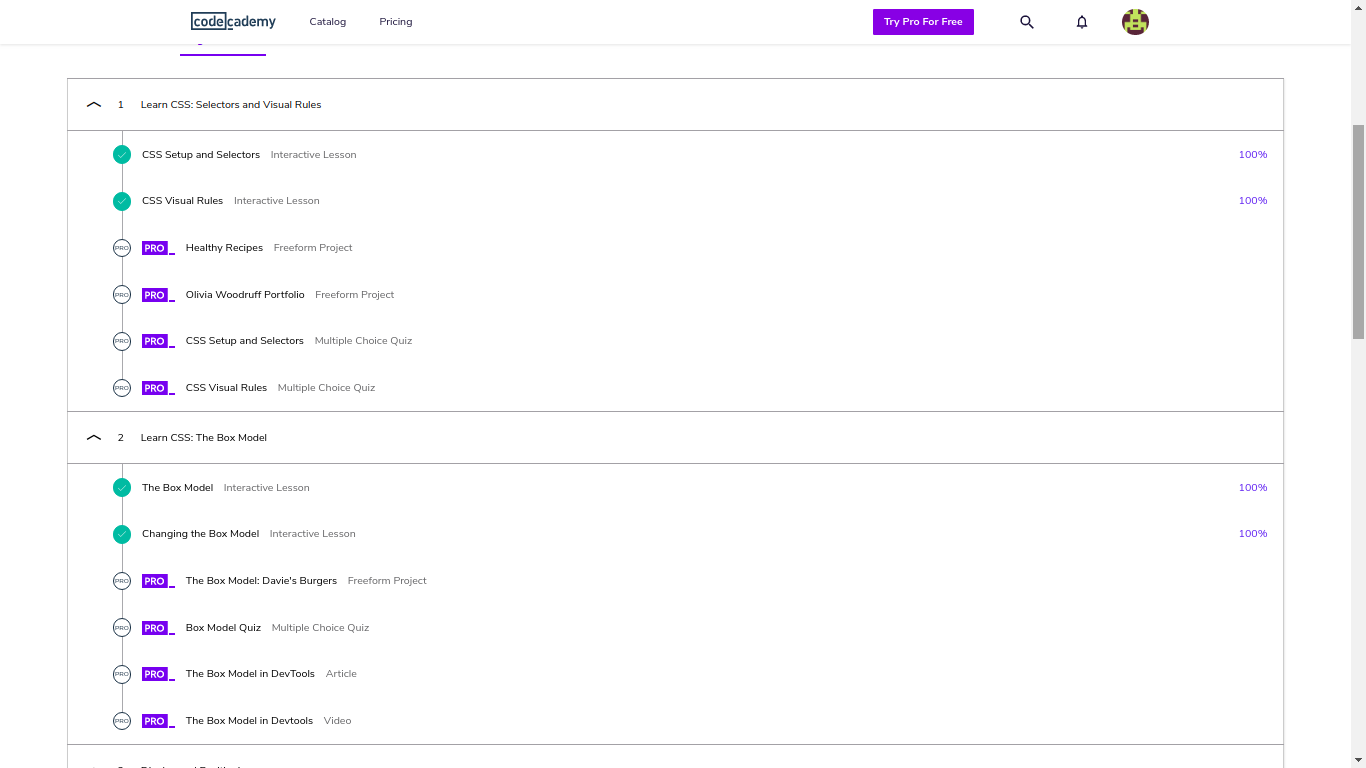 codecademy Catalog Pricing Try Pro For Free
1 Learn CSS: Selectors and Visual Rules
CSS Setup and Selectors Interactive Lesson 100%
CSS Visual Rules Interactive Lesson 100%
PRO PRO Healthy Recipes Freeform Project
PRO PRO Olivia Woodruff Portfolio Freeform Project
PRO PRO CSS Setup and Selectors Multiple Choice Quiz
PRO PRO CSS Visual Rules Multiple Choice Quiz
2 Learn CSS: The Box Model
The Box Model Interactive Lesson 100%
Changing the Box Model Interactive Lesson 100%
PRO PRO The Box Model: Davie's Burgers Freeform Project
PRO PRO Box Model Quiz Multiple Choice Quiz
PRO PRO The Box Model in DevTools Article
PRO PRO The Box Model in Devtools Video